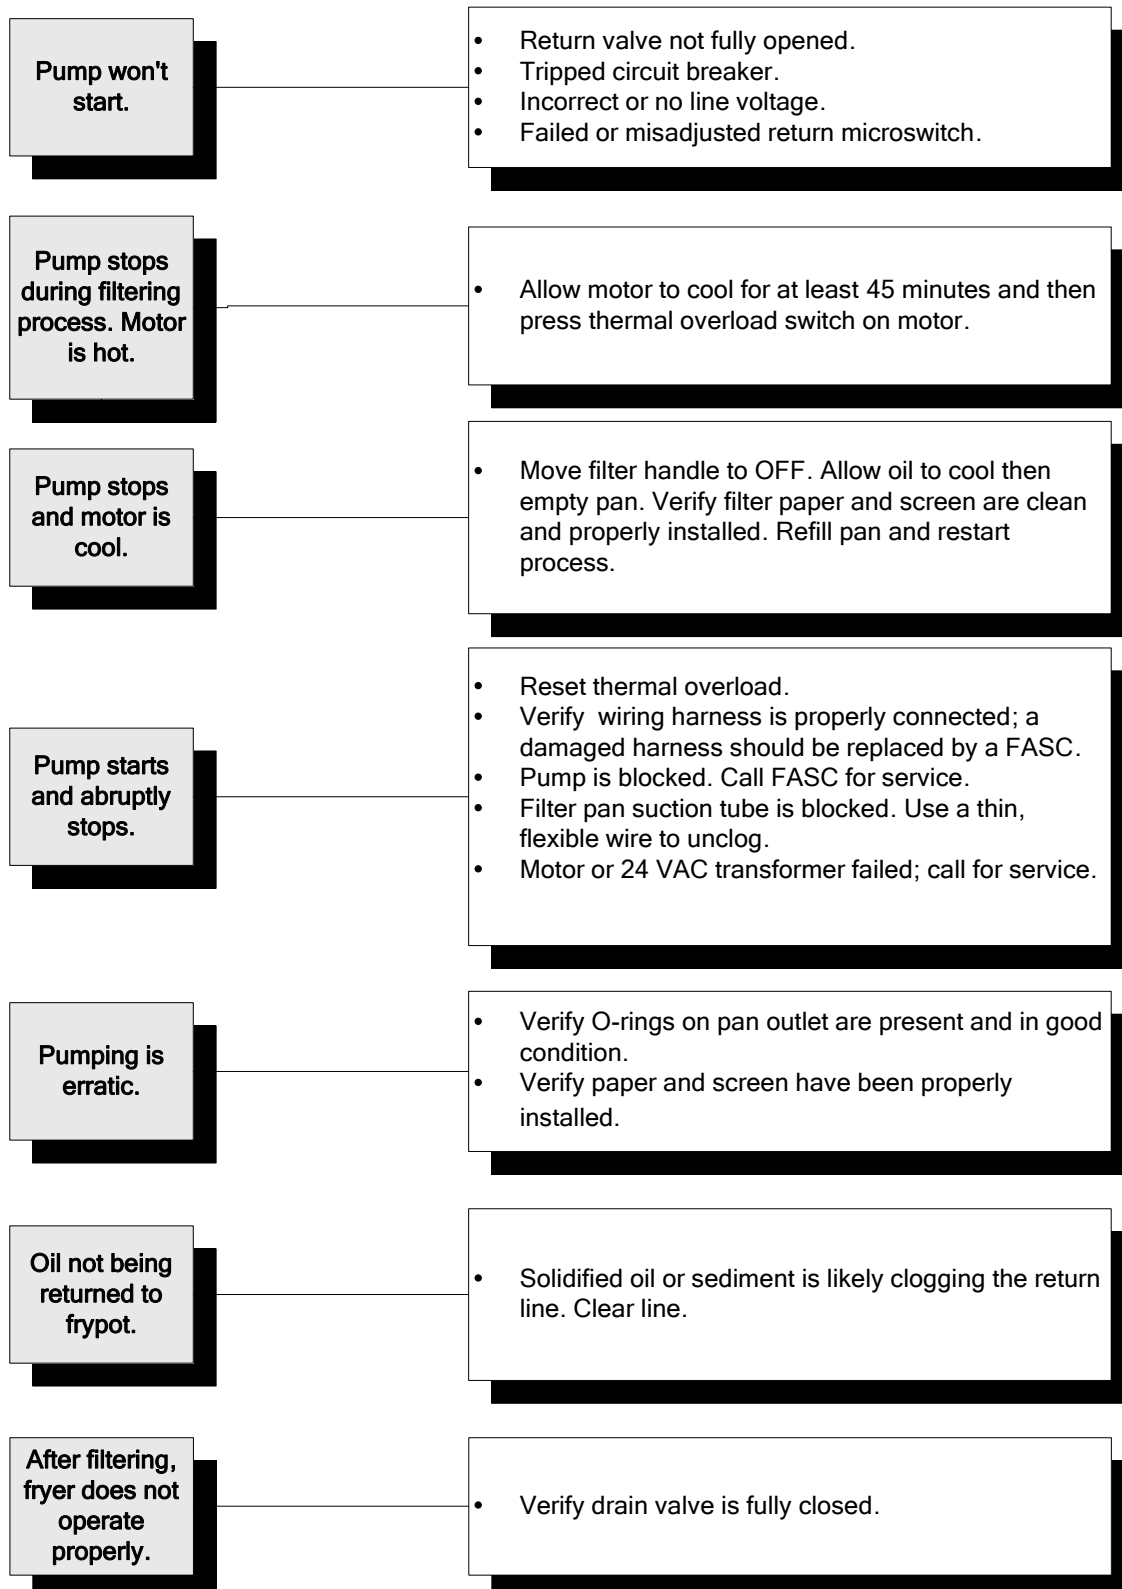 Pump won't
start.
• Return valve not fully opened.
• Tripped circuit breaker.
• Incorrect or no line voltage.
• Failed or misadjusted return microswitch.
Pump stops
during filtering
process. Motor
is hot.
• Allow motor to cool for at least 45 minutes and then
press thermal overload switch on motor.
Pump stops
and motor is
cool.
• Move filter handle to OFF. Allow oil to cool then
empty pan. Verify filter paper and screen are clean
and properly installed. Refill pan and restart
process.
Pump starts
and abruptly
stops.
• Reset thermal overload.
• Verify  wiring harness is properly connected; a
damaged harness should be replaced by a FASC.
• Pump is blocked. Call FASC for service.
• Filter pan suction tube is blocked. Use a thin,
flexible wire to unclog.
• Motor or 24 VAC transformer failed; call for service.
Pumping is
erratic.
• Verify O-rings on pan outlet are present and in good
condition.
• Verify paper and screen have been properly
installed.
Oil not being
returned to
frypot.
• Solidified oil or sediment is likely clogging the return
line. Clear line.
After filtering,
fryer does not
operate
properly.
• Verify drain valve is fully closed.